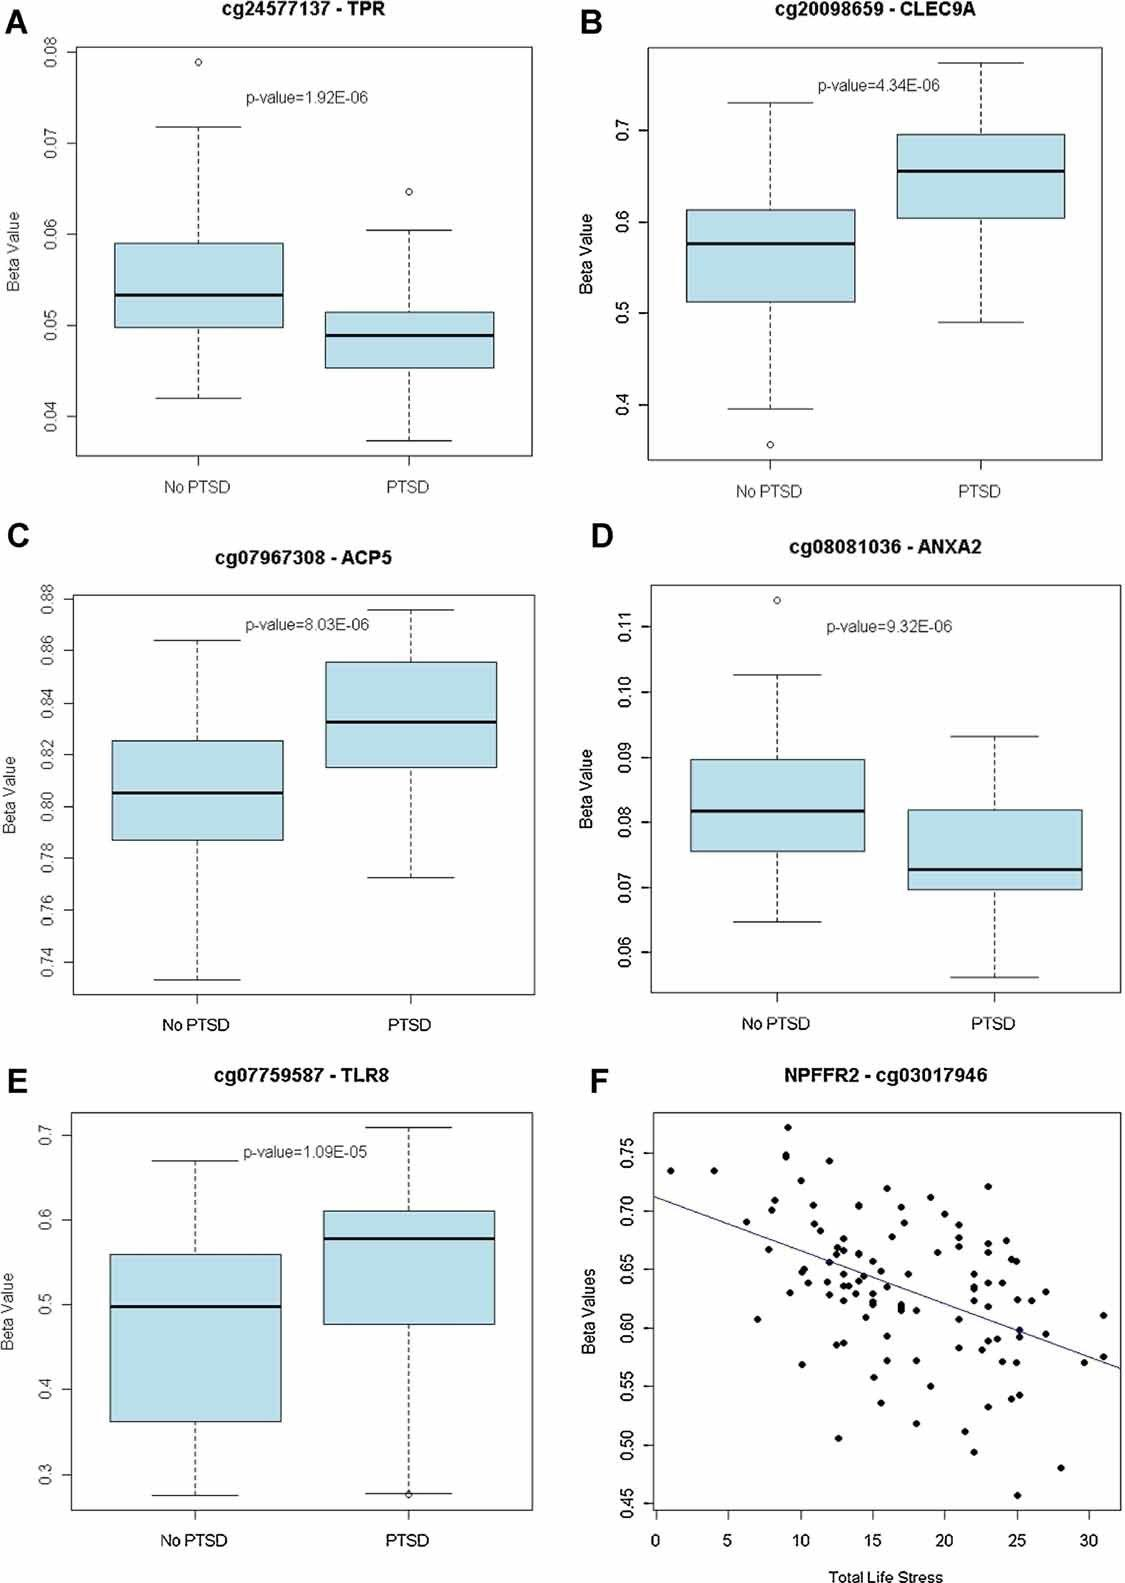 A
cg24577137 - TPR
p-value=1.92E-06
Beta Value
0.08
0.07
0.06
0.05
0.04
No PTSD
PTSD
B
cg20098659 - CLEC9A
p-value=4.34E-06
Beta Value
0.7
0.6
0.5
0.4
No PTSD
PTSD
C
cg07967308 - ACP5
p-value=8.03E-06
Beta Value
0.88
0.86
0.84
0.82
0.80
0.78
0.76
0.74
No PTSD
PTSD
D
cg08081036 - ANXA2
p-value=9.32E-06
Beta Value
0.11
0.10
0.09
0.08
0.07
0.06
No PTSD
PTSD
E
cg07759587 - TLR8
p-value=1.09E-05
Beta Value
0.7
0.6
0.5
0.4
0.3
No PTSD
PTSD
F
NPFFR2 - cg03017946
Beta Values
0.75
0.70
0.65
0.60
0.55
0.50
0.45
0 5 10 15 20 25 30
Total Life Stress